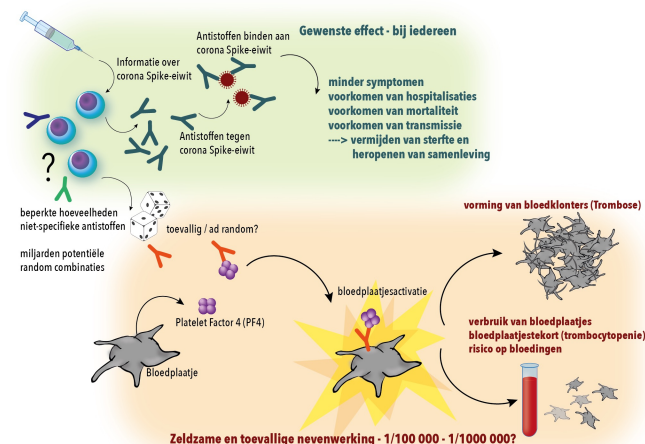 Gewenste effect - bij iedereen
Antistoffen binden aan
corona Spike-eiwit
Informatie over
corona Spike-eiwit
minder symptomen
voorkomen van hospitalisaties
voorkomen van mortaliteit
voorkomen van transmissie
----> vermijden van sterfte en
heropenen van samenleving
Antistoffen tegen
corona Spike-eiwit
?
beperkte hoeveelheden
niet-specifieke antistoffen
toevallig / ad random?
miljarden potentiële
random combinaties
vorming van bloedklonters (Trombose)
bloedplaatjesactivatie
Platelet Factor 4 (PF4)
Bloedplaatje
verbruik van bloedplaatjes
bloedplaatjestekort (trombocytopenie)
risico op bloedingen
Zeldzame en toevallige nevenwerking - 1/100 000 - 1/1000 000?